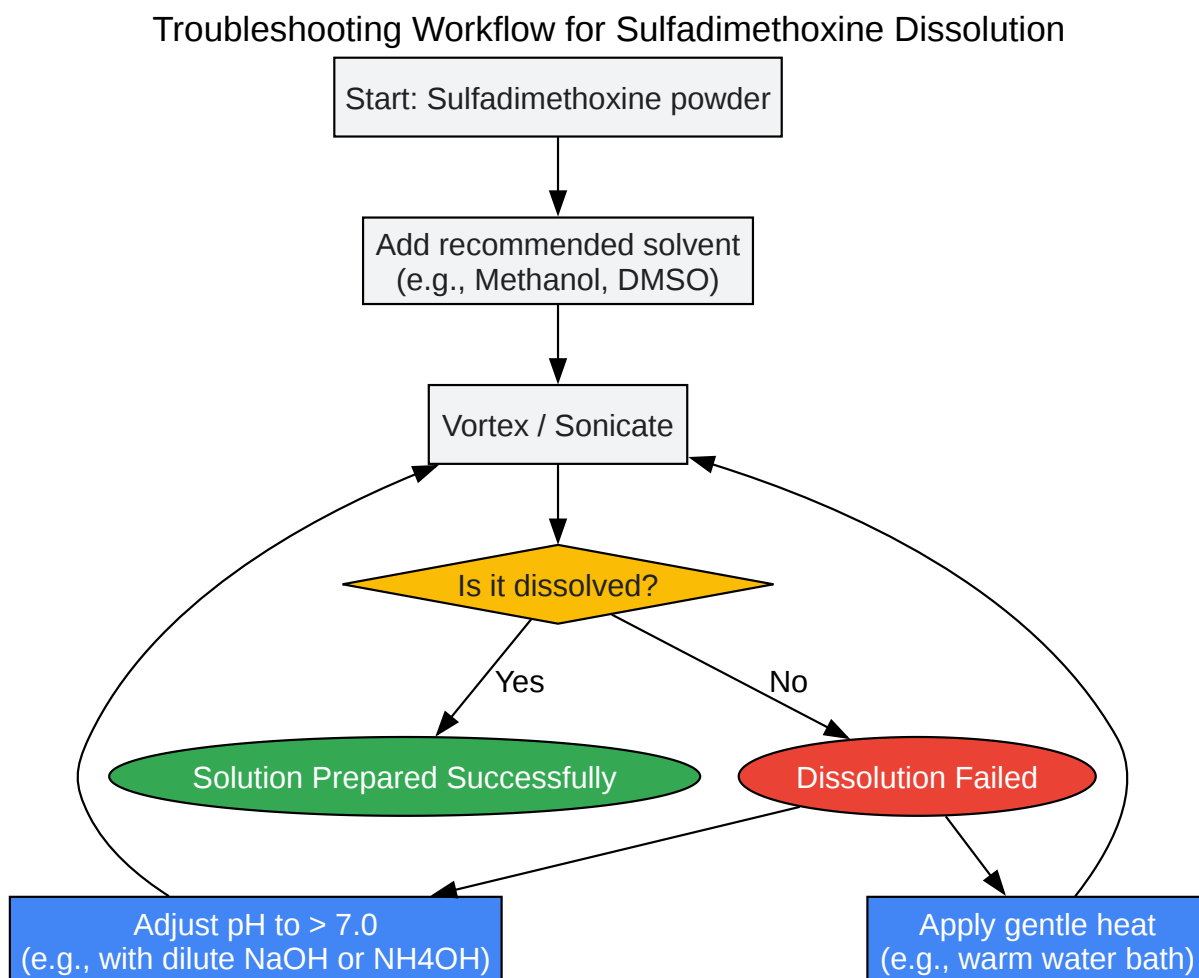 Troubleshooting Workflow for Sulfadimethoxine Dissolution
Start: Sulfadimethoxine powder
Add recommended solvent
(e.g., Methanol, DMSO)
Vortex / Sonicate
Is it dissolved?
Yes
No
Solution Prepared Successfully
Dissolution Failed
Adjust pH to > 7.0
(e.g., with dilute NaOH or NH4OH)
Apply gentle heat
(e.g., warm water bath)